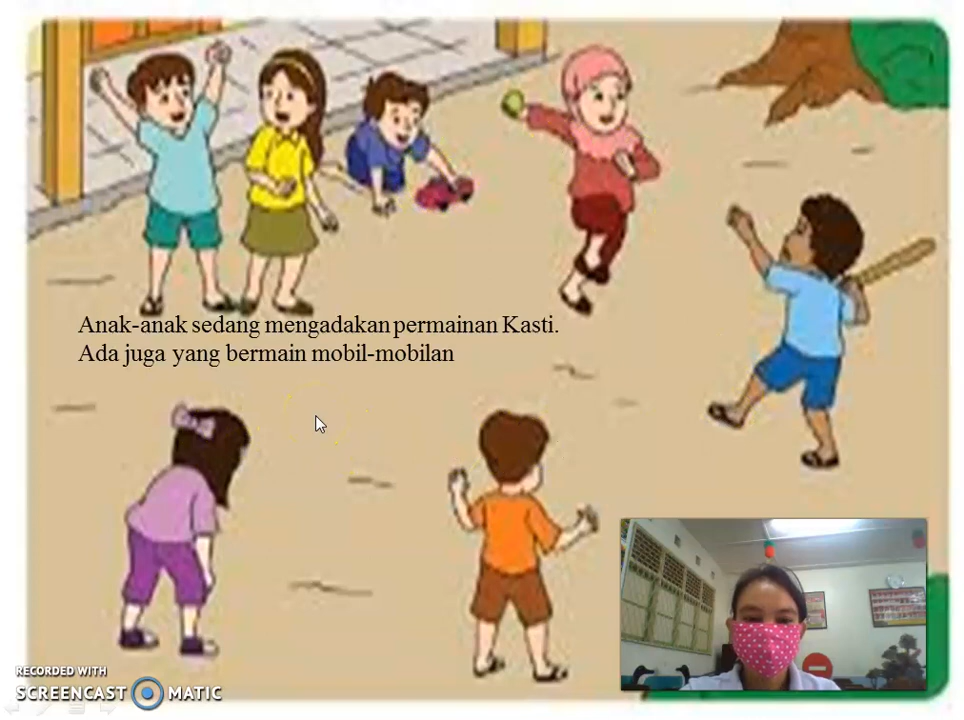 Anak-anak sedang mengadakan permainan Kasti.
Ada juga yang bermain mobil-mobilan
RECORDED WITH
SCREENCAST MATIC